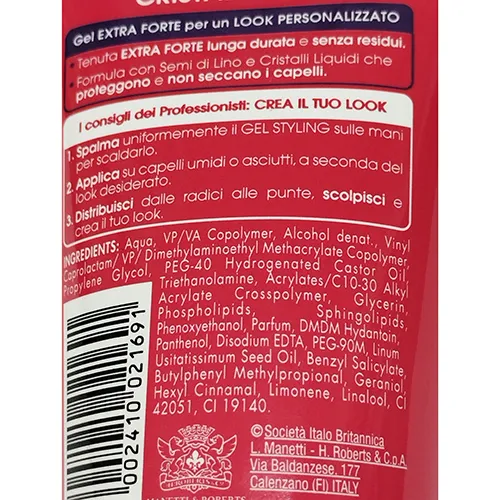 Gel EXTRA FORTE per un LOOK PERSONALIZZATO
• Tenuta EXTRA FORTE lunga durata e senza residui.
• Formula con Semi di Lino e Cristalli Liquidi che
proteggono e non seccano i capelli.
I consigli dei Professionisti: CREA IL TUO LOOK
1. Spalma uniformemente il GEL STYLING sulle mani
per scaldarlo.
2. Applica su capelli umidi o asciutti, a seconda del
look desiderato.
3. Distribuisci dalle radici alle punte, scolpisci e
crea il tuo look.
INGREDIENTS: Aqua, VP/VA Copolymer, Alcohol denat., Vinyl
Caprolactam/VP/Dimethylaminoethyl Methacrylate Copolymer,
Propylene Glycol, PEG-40 Hydrogenated Castor Oil,
Triethanolamine, Acrylates/C10-30 Alkyl
Acrylate Crosspolymer, Glycerin,
Phospholipids, Sphingolipids,
Phenoxyethanol, Parfum, DMDM Hydantoin,
Panthenol, Disodium EDTA, PEG-90M, Linum
Usitatissimum Seed Oil, Benzyl Salicylate,
Butylphenyl Methylpropional, Geraniol,
Hexyl Cinnamal, Limonene, Linalool, CI
42051, CI 19140.
002410 021691
©Società Italo Britannica
L. Manetti - H. Roberts & C.p.A.
Via Baldanzese, 177
Calenzano (FI) ITALY
MANETTI & ROBERTS